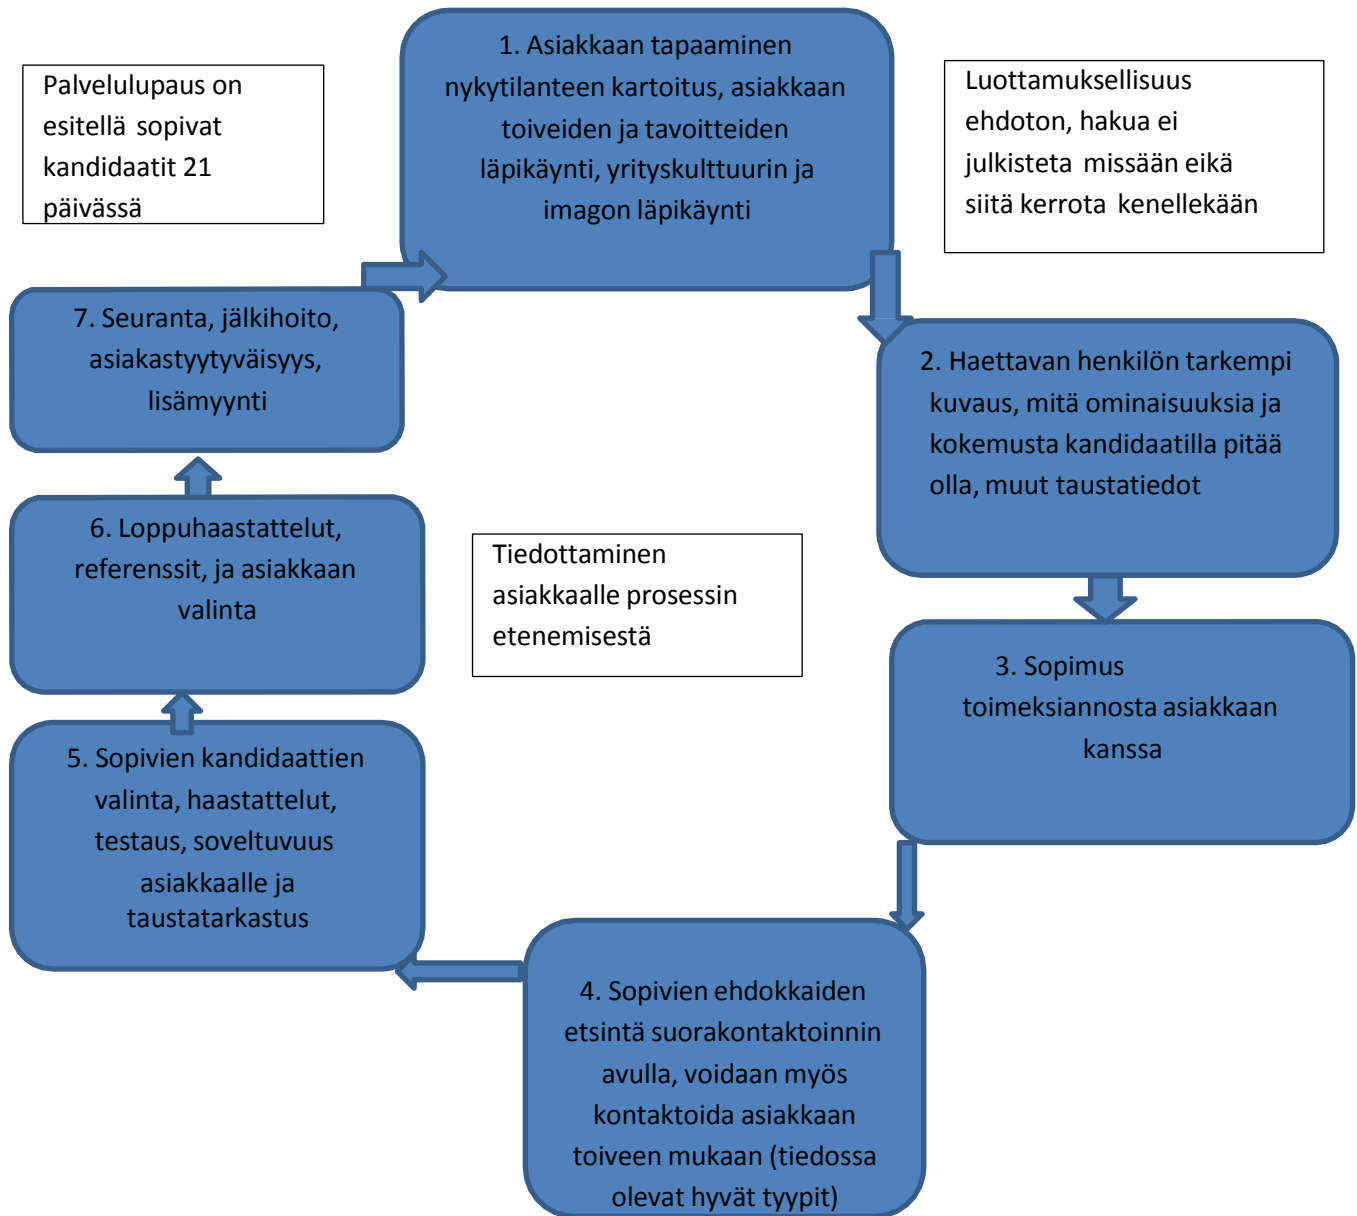 1. Asiakkaan tapaaminen
nykytilanteen kartoitus, asiakkaan
toiveiden ja tavoitteiden
läpikäynti, yrityskulttuurin ja
imagon läpikäynti
Palvelulupaus on
esitellä sopivat
kandidaatit 21
päivässä
Luottamuksellisuus
ehdoton, hakua ei
julkisteta missään eikä
siitä kerrota kenellekään
2. Haettavan henkilön tarkempi
kuvaus, mitä ominaisuuksia ja
kokemusta kandidaatilla pitää
olla, muut taustatiedot
3. Sopimus
toimeksiannosta asiakkaan
kanssa
4. Sopivien ehdokkaiden
etsintä suorakontaktoinnin
avulla, voidaan myös
kontaktoida asiakkaan
toiveen mukaan (tiedossa
olevat hyvät tyypit)
5. Sopivien kandidaattien
valinta, haastattelut,
testaus, soveltuvuus
asiakkaalle ja
taustatarkastus
6. Loppuhaastattelut,
referenssit, ja asiakkaan
valinta
7. Seuranta, jälkihoito,
asiakastyytyväisyys,
lisämyynti
Tiedottaminen
asiakkaalle prosessin
etenemisestä